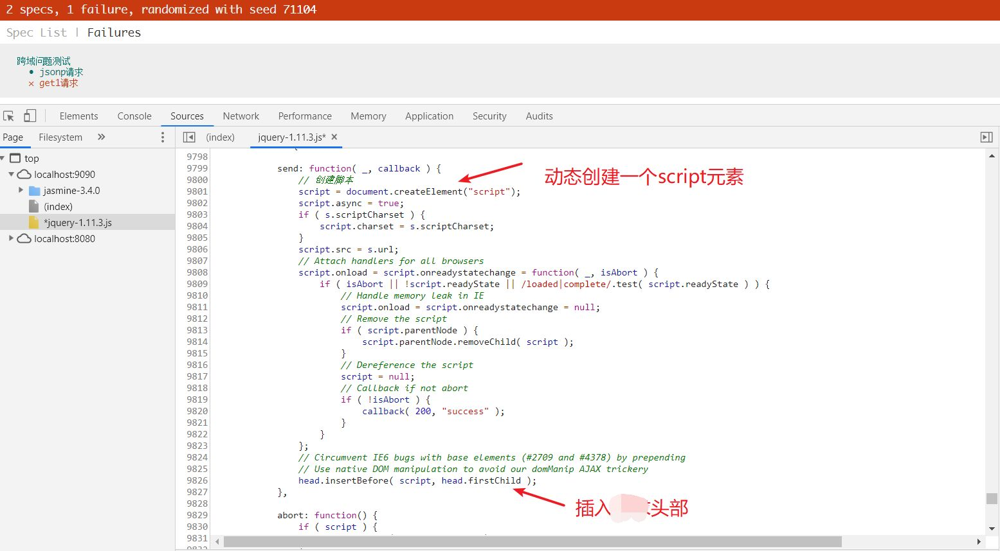 2 specs, 1 failure, randomized with seed 71104
Spec List | Failures
跨域问题测试
• jsonp请求
× get1请求
Elements Console Sources Network Performance Memory Application Security Audits
Page Filesystem » (index) jquery-1.11.3.js* ×
top
localhost:9090
jasmine-3.4.0
(index)
*jquery-1.11.3.js
localhost:8080
9798
9799 send: function( _, callback ) {
9800 // 创建脚本
9801 script = document.createElement("script");
动态创建一个script元素
9802 script.async = true;
9803 if ( s.scriptCharset ) {
9804 script.charset = s.scriptCharset;
9805 }
9806 script.src = s.url;
9807 // Attach handlers for all browsers
9808 script.onload = script.onreadystatechange = function( _, isAbort ) {
9809 if ( isAbort || !script.readyState || /loaded|complete/.test( script.readyState ) ) {
9810 // Handle memory leak in IE
9811 script.onload = script.onreadystatechange = null;
9812 // Remove the script
9813 if ( script.parentNode ) {
9814 script.parentNode.removeChild( script );
9815 }
9816 // Dereference the script
9817 script = null;
9818 // Callback if not abort
9819 if ( !isAbort ) {
9820 callback( 200, "success" );
9821 }
9822 }
9823 };
9824 // Circumvent IE6 bugs with base elements (#2709 and #4378) by prepending
9825 // Use native DOM manipulation to avoid our domManip AJAX trickery
9826 head.insertBefore( script, head.firstChild );
9827 },
9828
插入头部
9829 abort: function() {
9830 if ( script ) {
9831